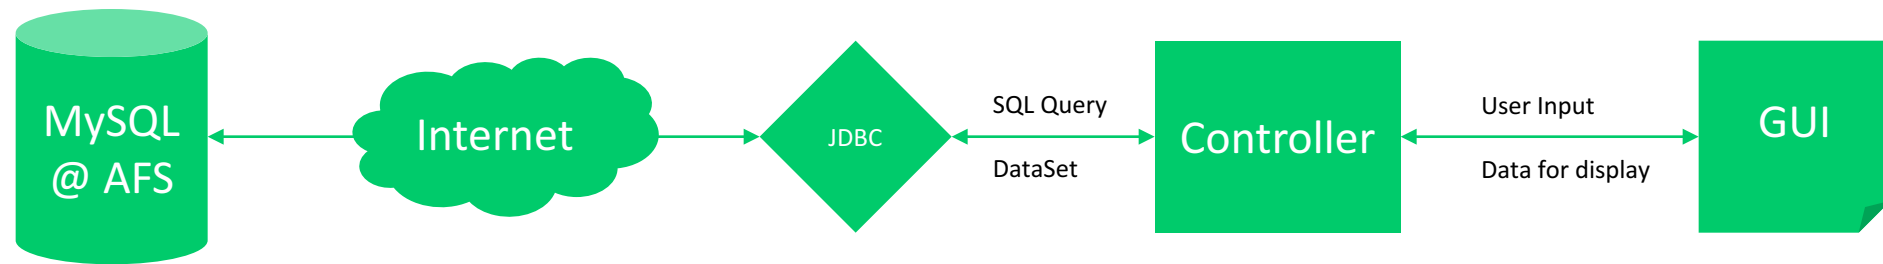 MySQL
@ AFS
Internet
JDBC
SQL Query
DataSet
Controller
User Input
Data for display
GUI